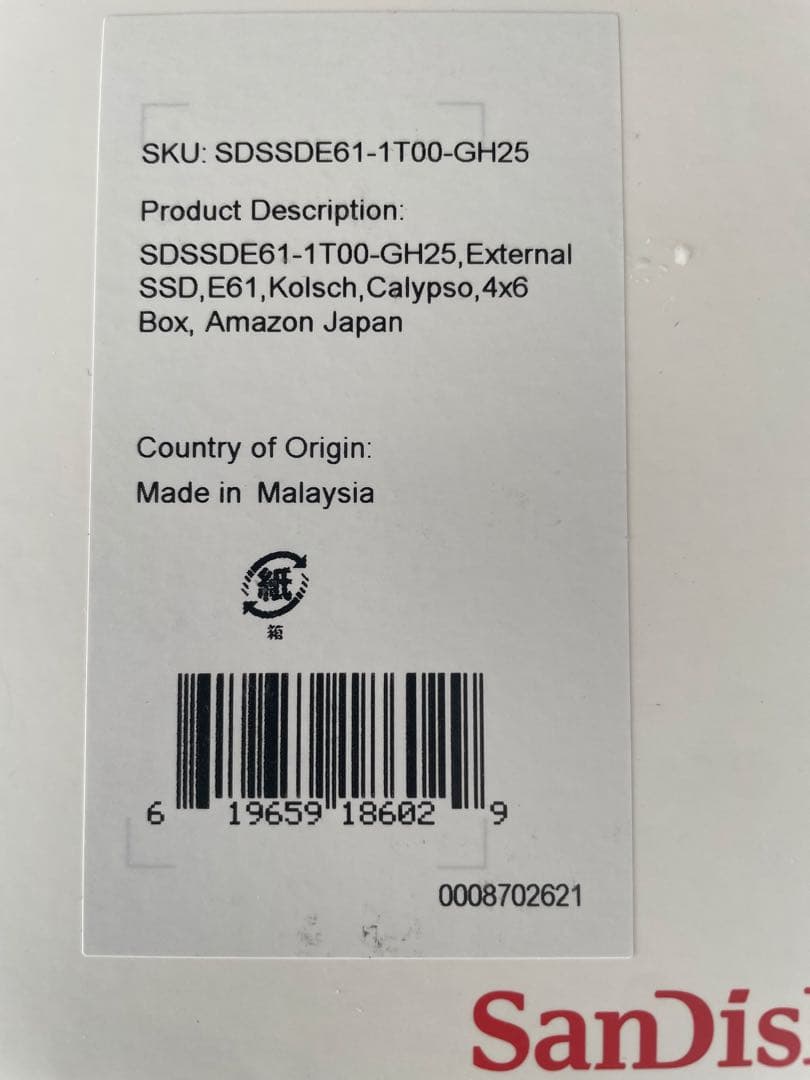 SKU: SDSSDE61-1T00-GH25
Product Description:
SDSSDE61-1T00-GH25,External
SSD,E61,Kolsch,Calypso,4x6
Box, Amazon Japan
Country of Origin:
Made in Malaysia
紙
箱
6 19659 18602 9
0008702621
SanDis